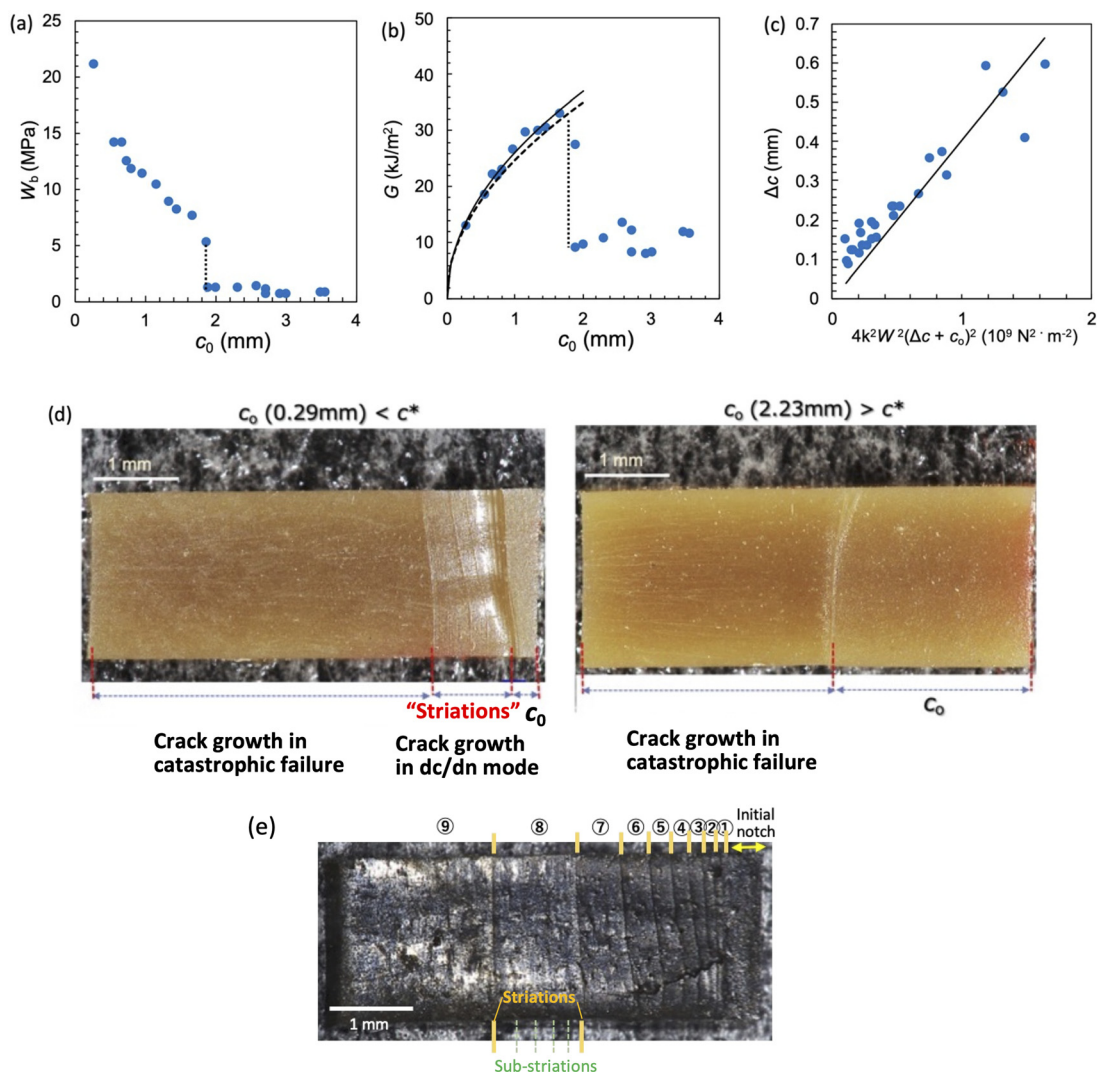 (a)
25
20
15
10
5
0
W_b (MPa)
0 1 2 3 4
c_0 (mm)
(b)
50
40
30
20
10
0
G (kJ/m²)
0 1 2 3 4
c_0 (mm)
(c)
0.8
0.7
0.6
0.5
0.4
0.3
0.2
0.1
0
Δc (mm)
0 1 2
4k²W ²(Δc + c_o)² (10⁹ N² · m⁻²)
(d)
c_o (0.29mm) < c*
c_o (2.23mm) > c*
1 mm
1 mm
“Striations” c_0
c_o
Crack growth in
catastrophic failure
Crack growth
in dc/dn mode
Crack growth in
catastrophic failure
(e)
Initial
notch
⑨ ⑧ ⑦ ⑥ ⑤ ④ ③ ② ①
Striations
1 mm
Sub-striations